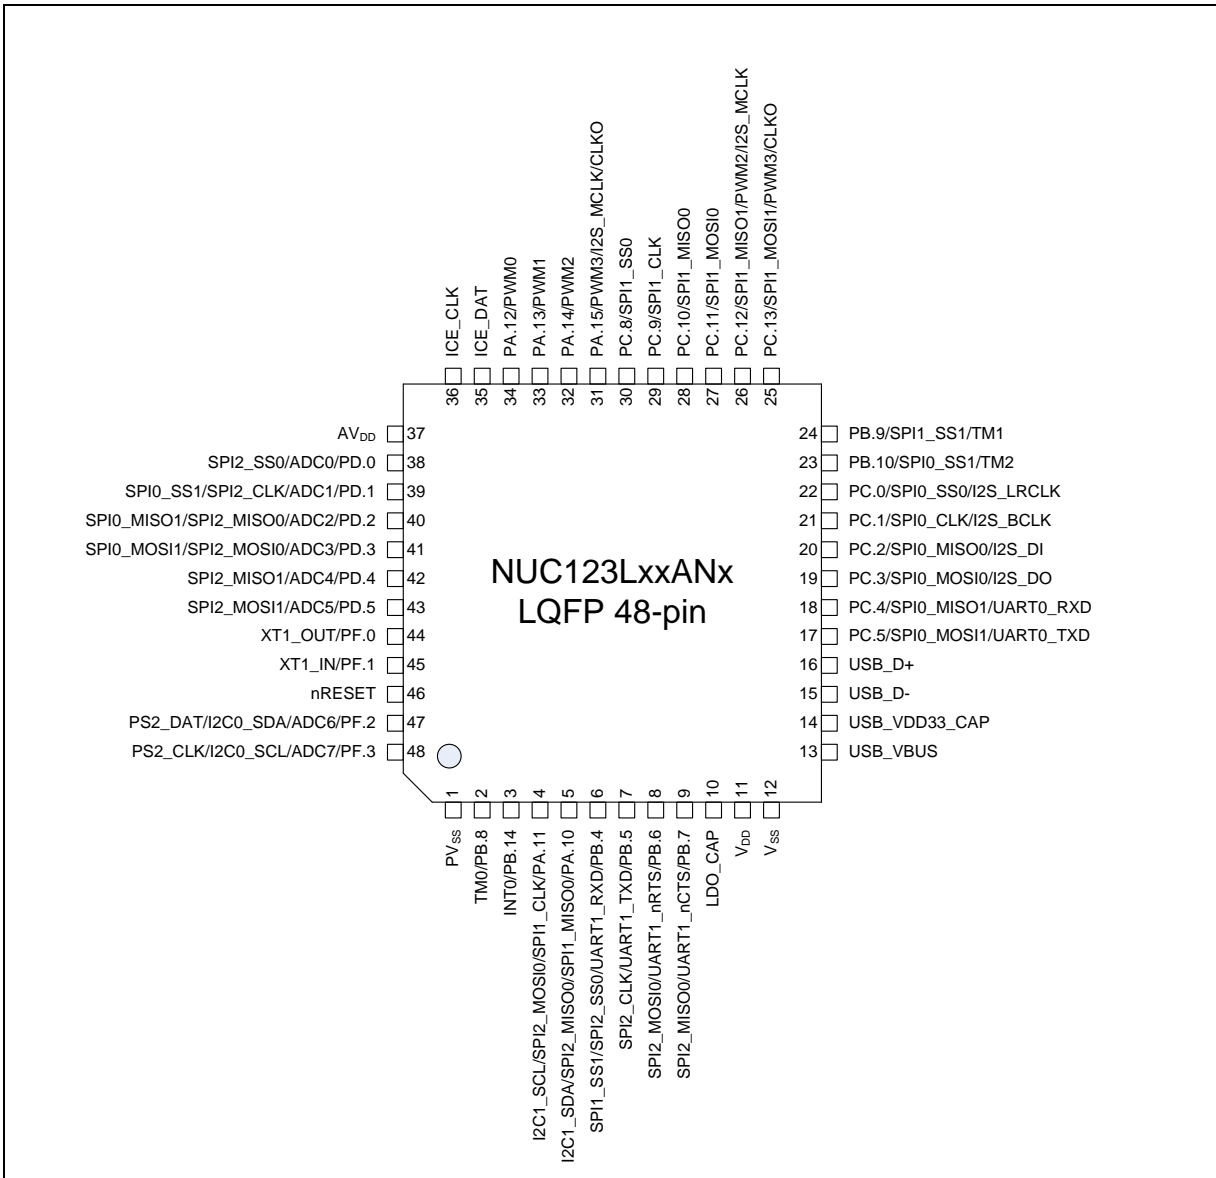 ICE_CLK
ICE_DAT
PA.12/PWM0
PA.13/PWM1
PA.14/PWM2
PA.15/PWM3/I2S_MCLK/CLKO
PC.8/SPI1_SS0
PC.9/SPI1_CLK
PC.10/SPI1_MISO0
PC.11/SPI1_MOSI0
PC.12/SPI1_MISO1/PWM2/I2S_MCLK
PC.13/SPI1_MOSI1/PWM3/CLKO
36
35
34
33
32
31
30
29
28
27
26
25
AVDD 37
SPI2_SS0/ADC0/PD.0 38
SPI0_SS1/SPI2_CLK/ADC1/PD.1 39
SPI0_MISO1/SPI2_MISO0/ADC2/PD.2 40
SPI0_MOSI1/SPI2_MOSI0/ADC3/PD.3 41
SPI2_MISO1/ADC4/PD.4 42
SPI2_MOSI1/ADC5/PD.5 43
XT1_OUT/PF.0 44
XT1_IN/PF.1 45
nRESET 46
PS2_DAT/I2C0_SDA/ADC6/PF.2 47
PS2_CLK/I2C0_SCL/ADC7/PF.3 48
NUC123LxxANx
LQFP 48-pin
24 PB.9/SPI1_SS1/TM1
23 PB.10/SPI0_SS1/TM2
22 PC.0/SPI0_SS0/I2S_LRCLK
21 PC.1/SPI0_CLK/I2S_BCLK
20 PC.2/SPI0_MISO0/I2S_DI
19 PC.3/SPI0_MOSI0/I2S_DO
18 PC.4/SPI0_MISO1/UART0_RXD
17 PC.5/SPI0_MOSI1/UART0_TXD
16 USB_D+
15 USB_D-
14 USB_VDD33_CAP
13 USB_VBUS
1
2
3
4
5
6
7
8
9
10
11
12
PVSS
TM0/PB.8
INT0/PB.14
I2C1_SCL/SPI2_MOSI0/SPI1_CLK/PA.11
I2C1_SDA/SPI2_MISO0/SPI1_MISO0/PA.10
SPI1_SS1/SPI2_SS0/UART1_RXD/PB.4
SPI2_CLK/UART1_TXD/PB.5
SPI2_MOSI0/UART1_nRTS/PB.6
SPI2_MISO0/UART1_nCTS/PB.7
LDO_CAP
VDD
VSS